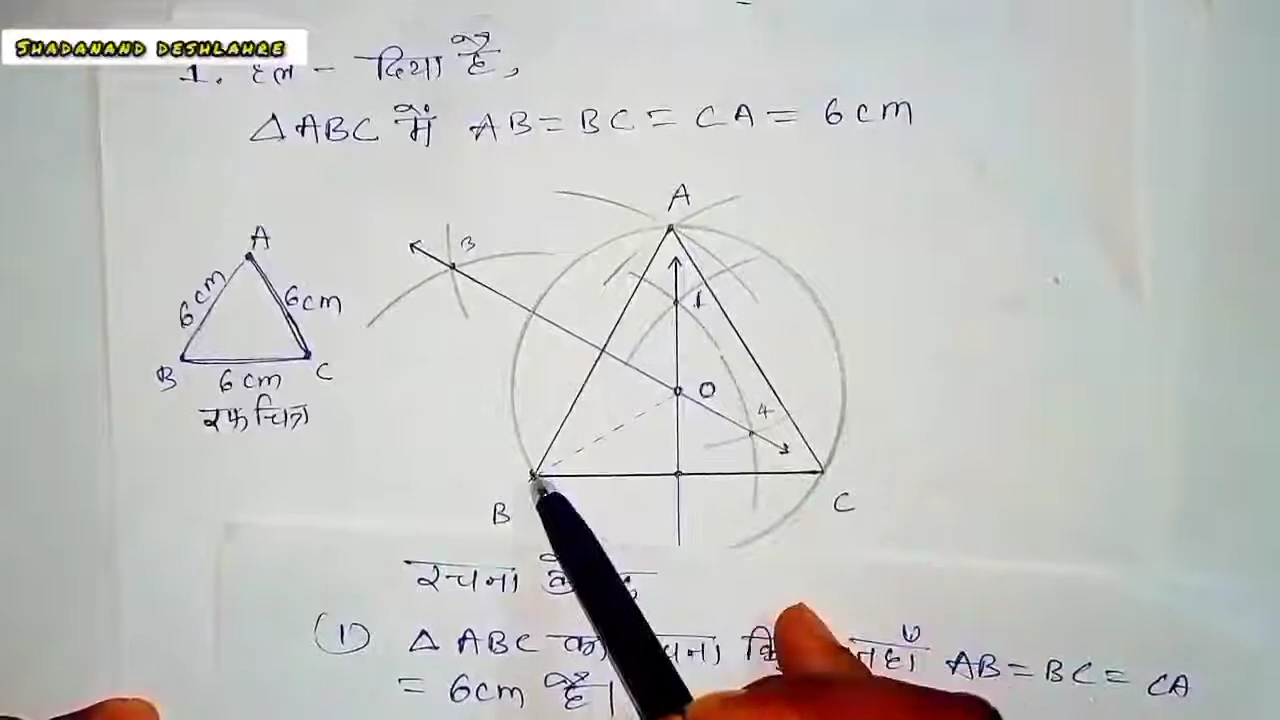 SHADANAND DESHLAHRE
1. हल - दिया है,
△ABC में AB = BC = CA = 6cm
A
A
3
6cm
6cm
1
B
6cm
C
O
रफ चित्र
4
B
C
रचना के
(1) △ABC का AB = BC = CA
= 6cm है।